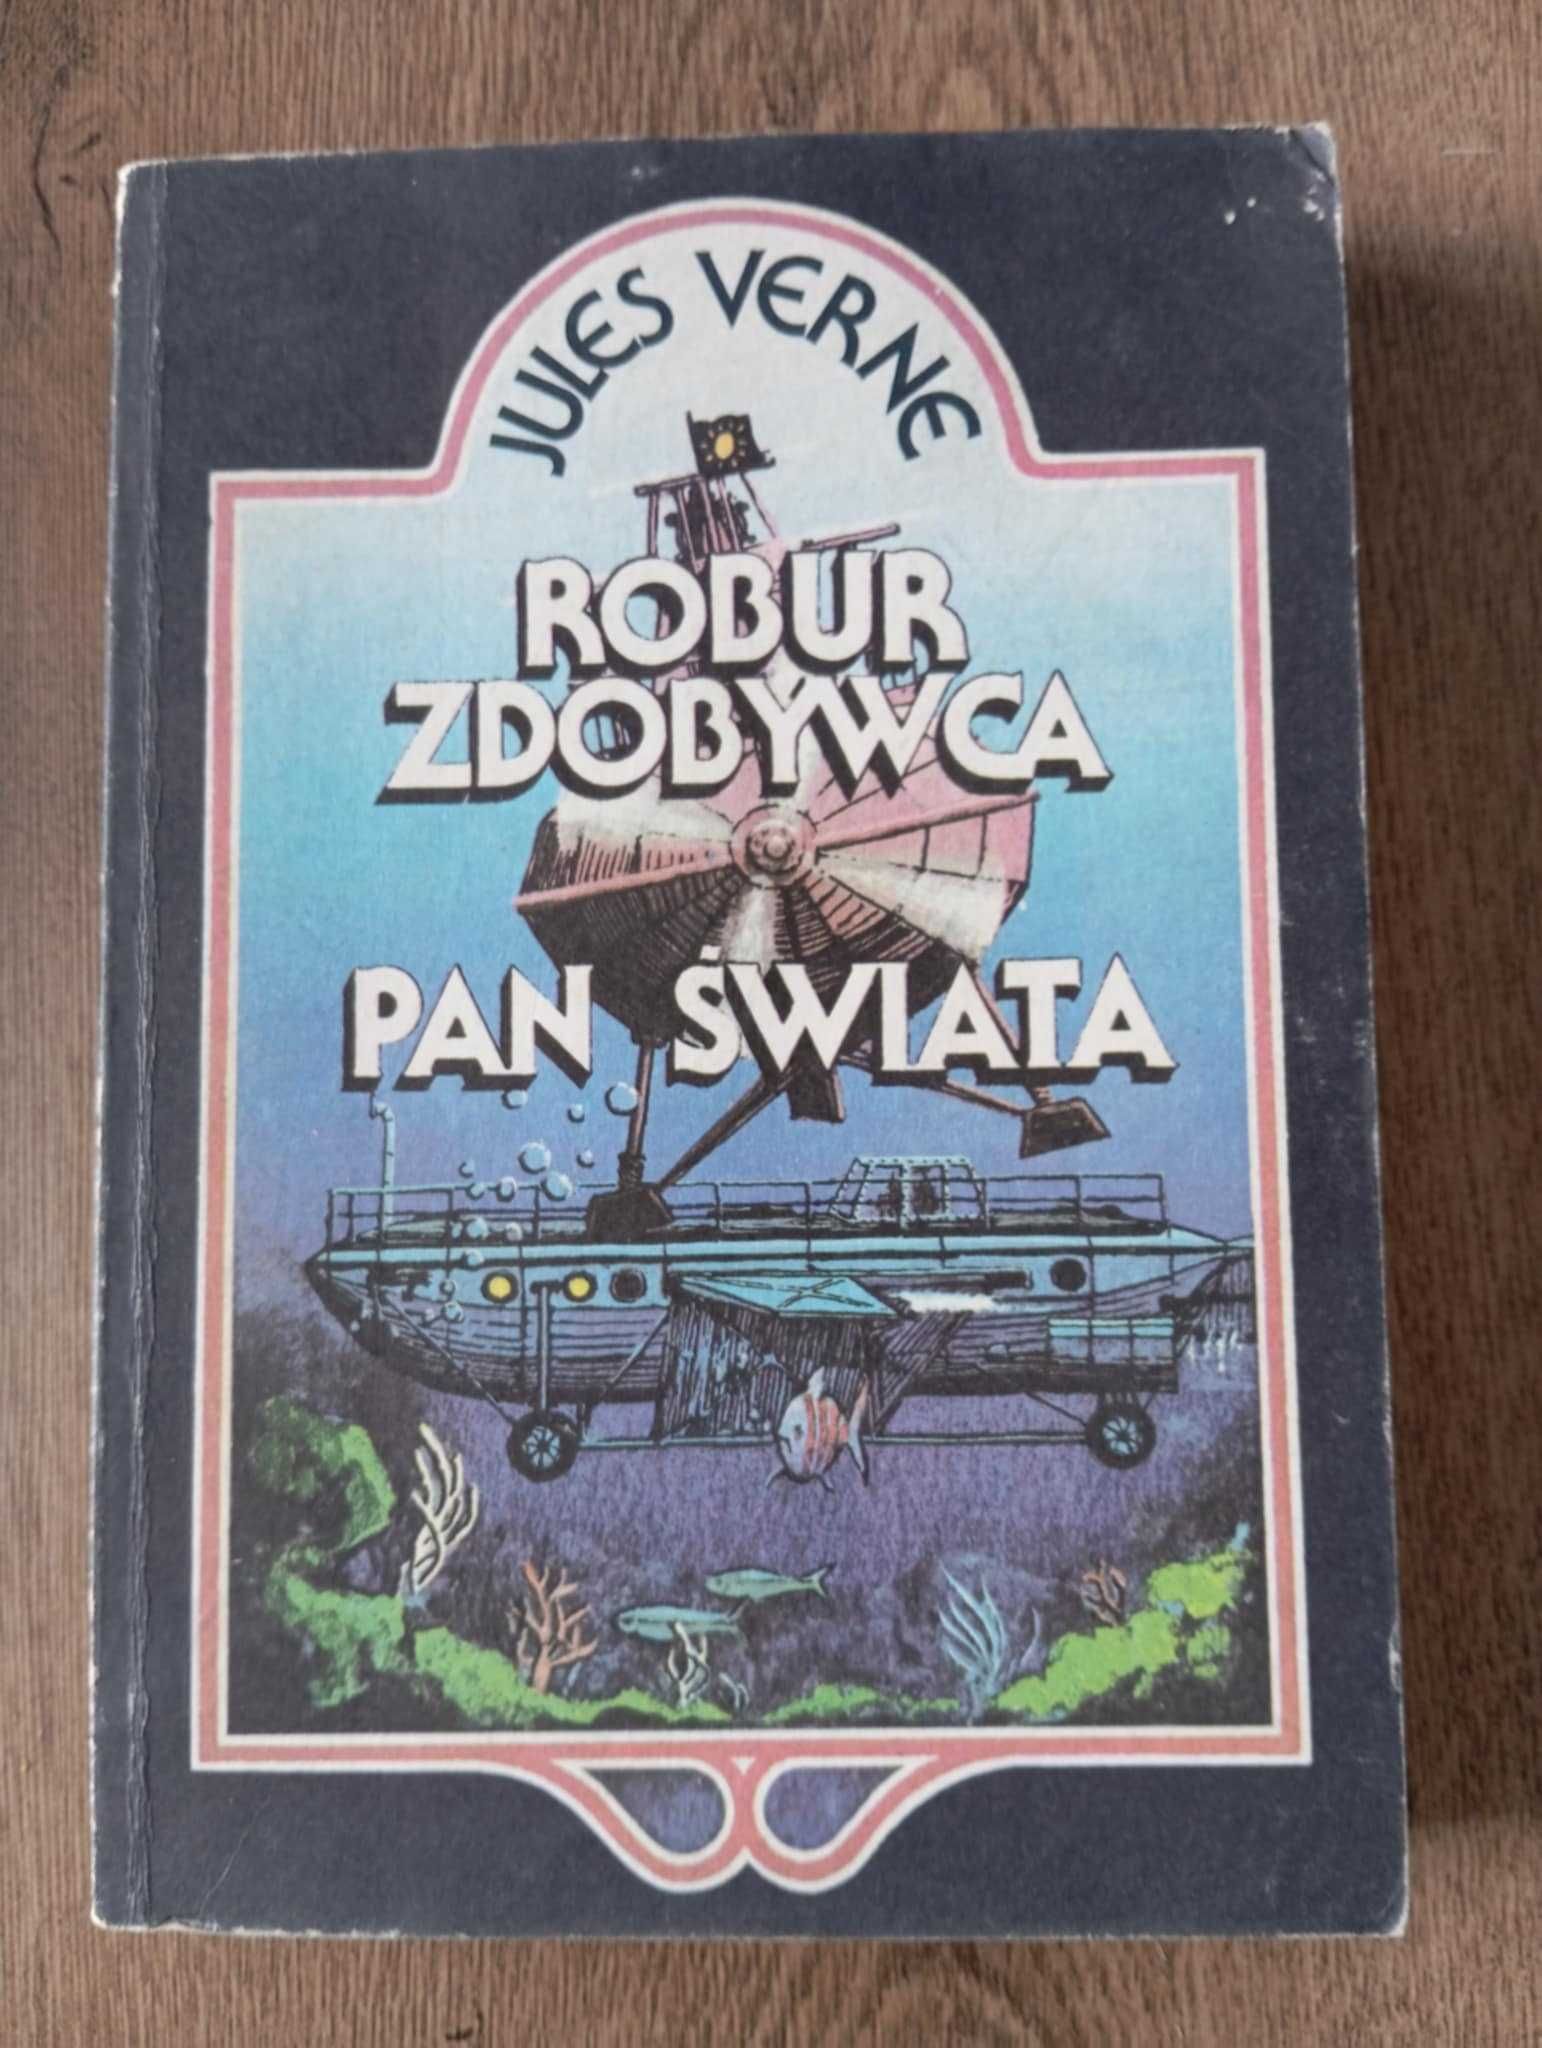 JULES VERNE
ROBUR
ZDOBYWCA
PAN ŚWIATA